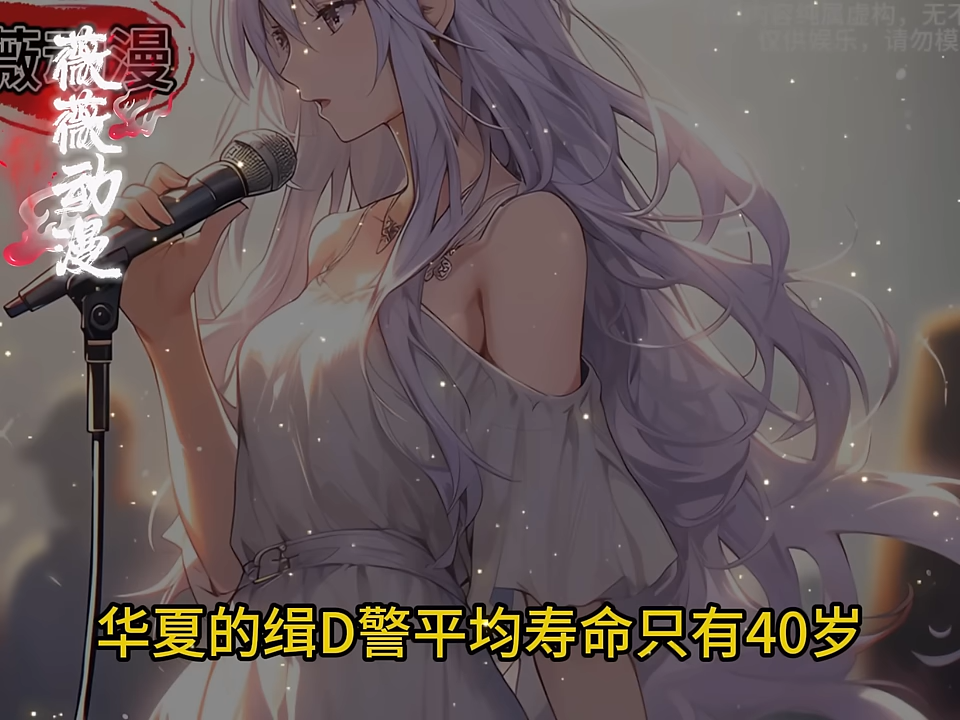 薇动漫
薇薇动漫
内容纯属虚构，无不
仅供娱乐，请勿模
华夏的缉D警平均寿命只有40岁